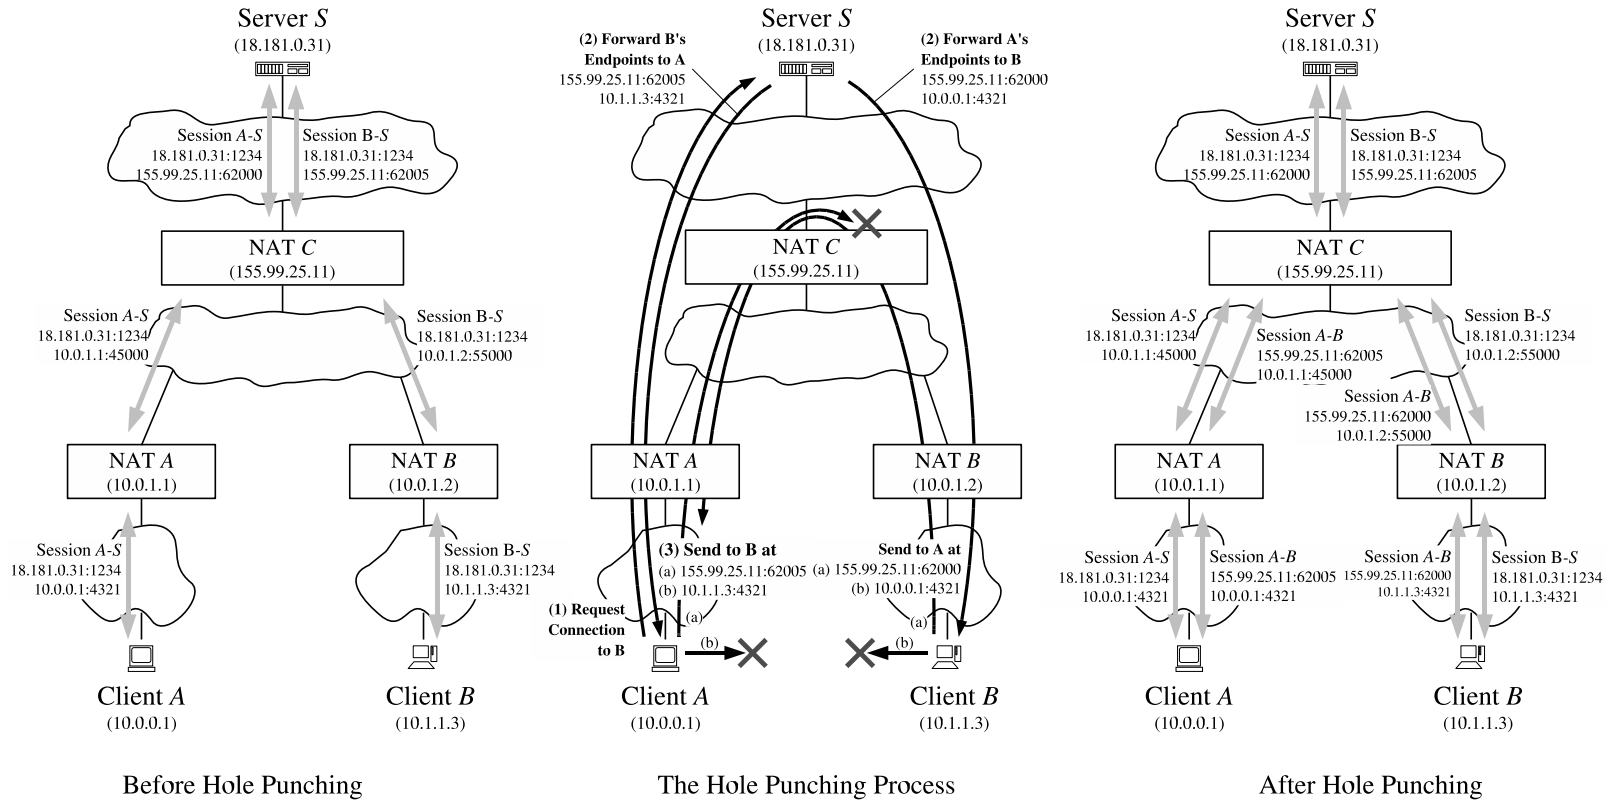 Server S
(18.181.0.31)
Session A-S
18.181.0.31:1234
155.99.25.11:62000
Session B-S
18.181.0.31:1234
155.99.25.11:62005
NAT C
(155.99.25.11)
Session A-S
18.181.0.31:1234
10.0.1.1:45000
Session B-S
18.181.0.31:1234
10.0.1.2:55000
NAT A
(10.0.1.1)
NAT B
(10.0.1.2)
Session A-S
18.181.0.31:1234
10.0.0.1:4321
Session B-S
18.181.0.31:1234
10.1.1.3:4321
Client A
(10.0.0.1)
Client B
(10.1.1.3)
Before Hole Punching
Server S
(18.181.0.31)
(2) Forward B's
Endpoints to A
155.99.25.11:62005
10.1.1.3:4321
(2) Forward A's
Endpoints to B
155.99.25.11:62000
10.0.0.1:4321
NAT C
(155.99.25.11)
NAT A
(10.0.1.1)
NAT B
(10.0.1.2)
(3) Send to B at
(a) 155.99.25.11:62005
(b) 10.1.1.3:4321
Send to A at
(a) 155.99.25.11:62000
(b) 10.0.0.1:4321
(1) Request
Connection
to B
(a)
(b)
(a)
(b)
Client A
(10.0.0.1)
Client B
(10.1.1.3)
The Hole Punching Process
Server S
(18.181.0.31)
Session A-S
18.181.0.31:1234
155.99.25.11:62000
Session B-S
18.181.0.31:1234
155.99.25.11:62005
NAT C
(155.99.25.11)
Session A-S
18.181.0.31:1234
10.0.1.1:45000
Session A-B
155.99.25.11:62005
10.0.1.1:45000
Session B-S
18.181.0.31:1234
10.0.1.2:55000
Session A-B
155.99.25.11:62000
10.0.1.2:55000
NAT A
(10.0.1.1)
NAT B
(10.0.1.2)
Session A-S
18.181.0.31:1234
10.0.0.1:4321
Session A-B
155.99.25.11:62005
10.0.0.1:4321
Session A-B
155.99.25.11:62000
10.1.1.3:4321
Session B-S
18.181.0.31:1234
10.1.1.3:4321
Client A
(10.0.0.1)
Client B
(10.1.1.3)
After Hole Punching